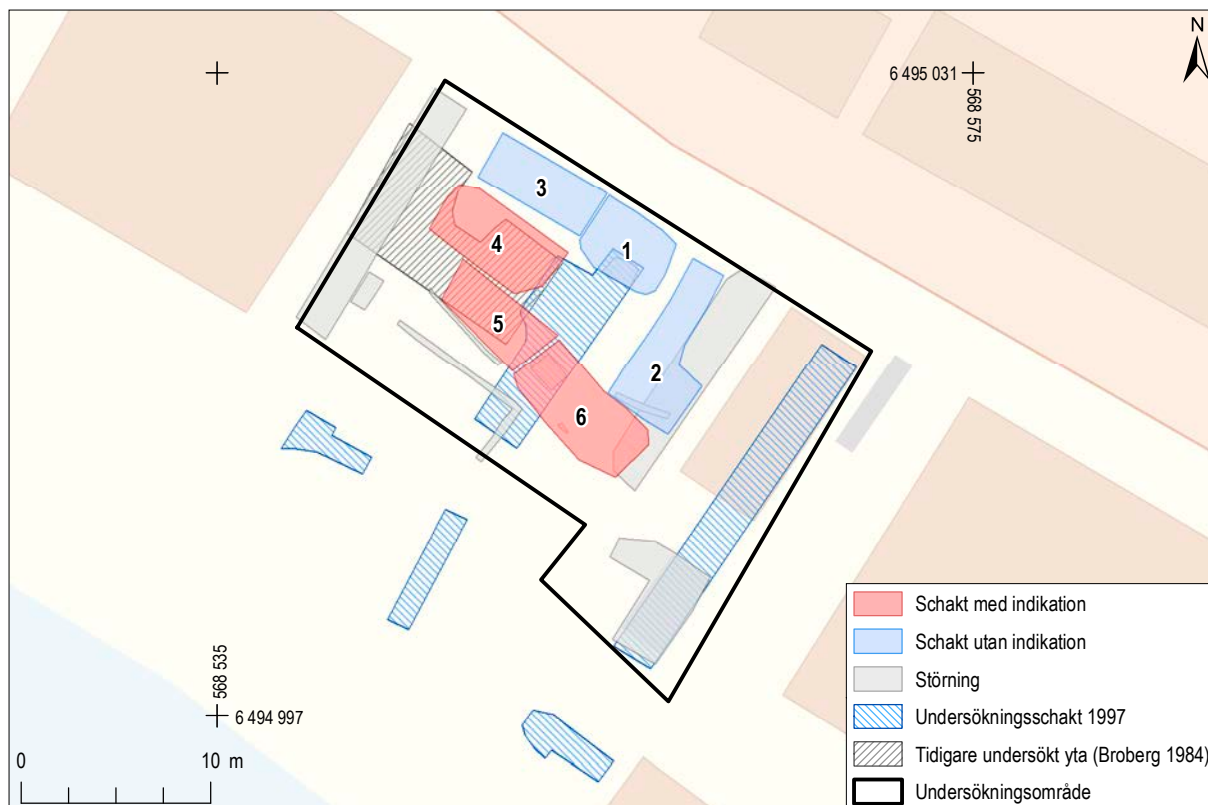 N
6 495 031
568 575
3
1
4
5
2
6
568 535
6 494 997
0 10 m
Schakt med indikation
Schakt utan indikation
Störning
Undersökningsschakt 1997
Tidigare undersökt yta (Broberg 1984)
Undersökningsområde